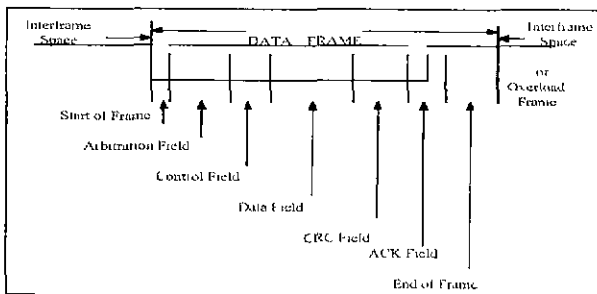 Interframe
Space
DATA FRAME
Interframe
Space
or
Overload
Frame
Start of Frame
Arbitration Field
Control Field
Data Field
CRC Field
ACK Field
End of Frame